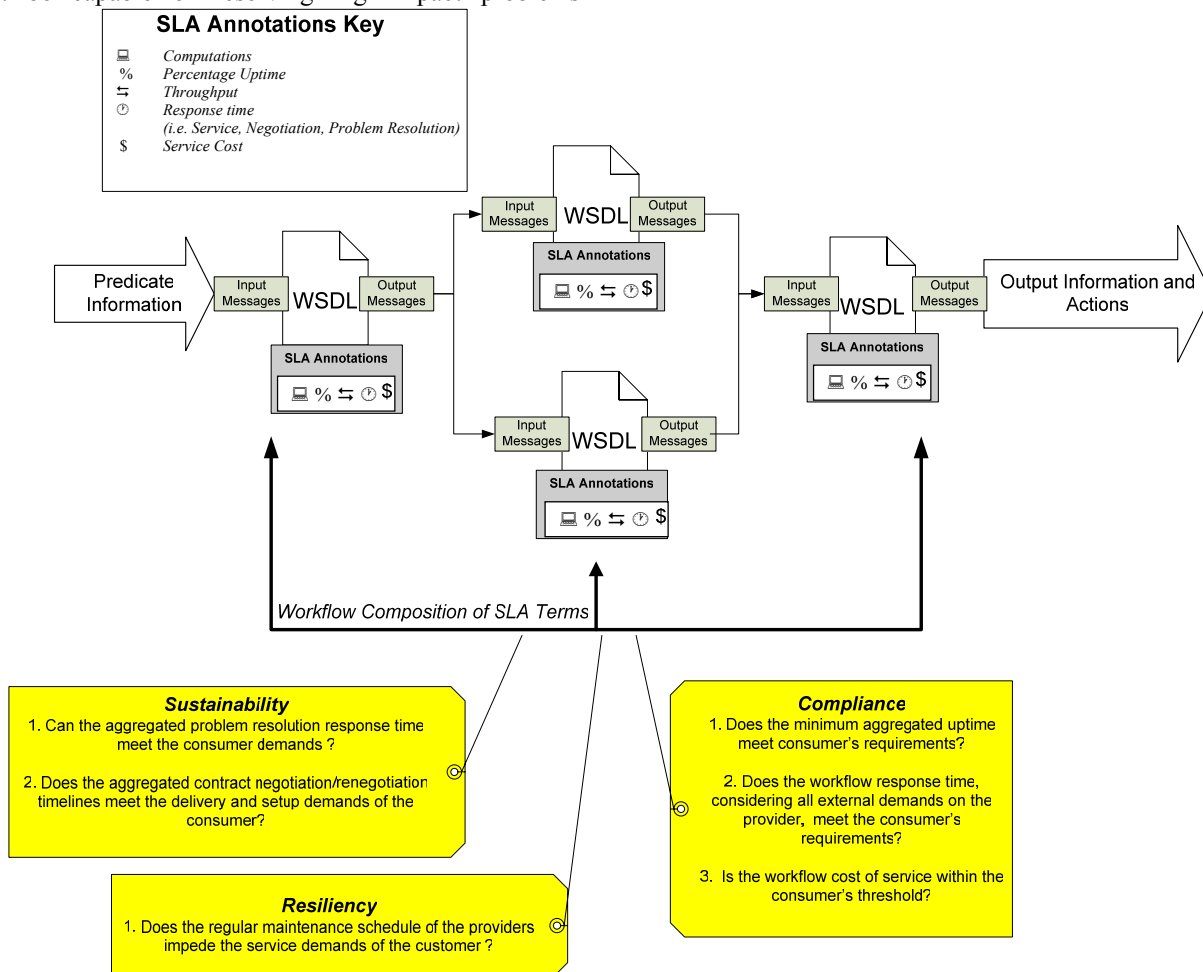 SLA Annotations Key
Computations
% Percentage Uptime
Throughput
Response time
(i.e. Service, Negotiation, Problem Resolution)
$ Service Cost
Predicate
Information
Input
Messages
WSDL
Output
Messages
SLA Annotations
% $
Input
Messages
WSDL
Output
Messages
SLA Annotations
% $
Input
Messages
WSDL
Output
Messages
SLA Annotations
% $
Input
Messages
WSDL
Output
Messages
SLA Annotations
% $
Output Information and
Actions
Workflow Composition of SLA Terms
Sustainability
1. Can the aggregated problem resolution response time
meet the consumer demands ?
2. Does the aggregated contract negotiation/renegotiation
timelines meet the delivery and setup demands of the
consumer?
Resiliency
1. Does the regular maintenance schedule of the providers
impede the service demands of the customer ?
Compliance
1. Does the minimum aggregated uptime
meet consumer's requirements?
2. Does the workflow response time,
considering all external demands on the
provider, meet the consumer's
requirements?
3. Is the workflow cost of service within the
consumer's threshold?